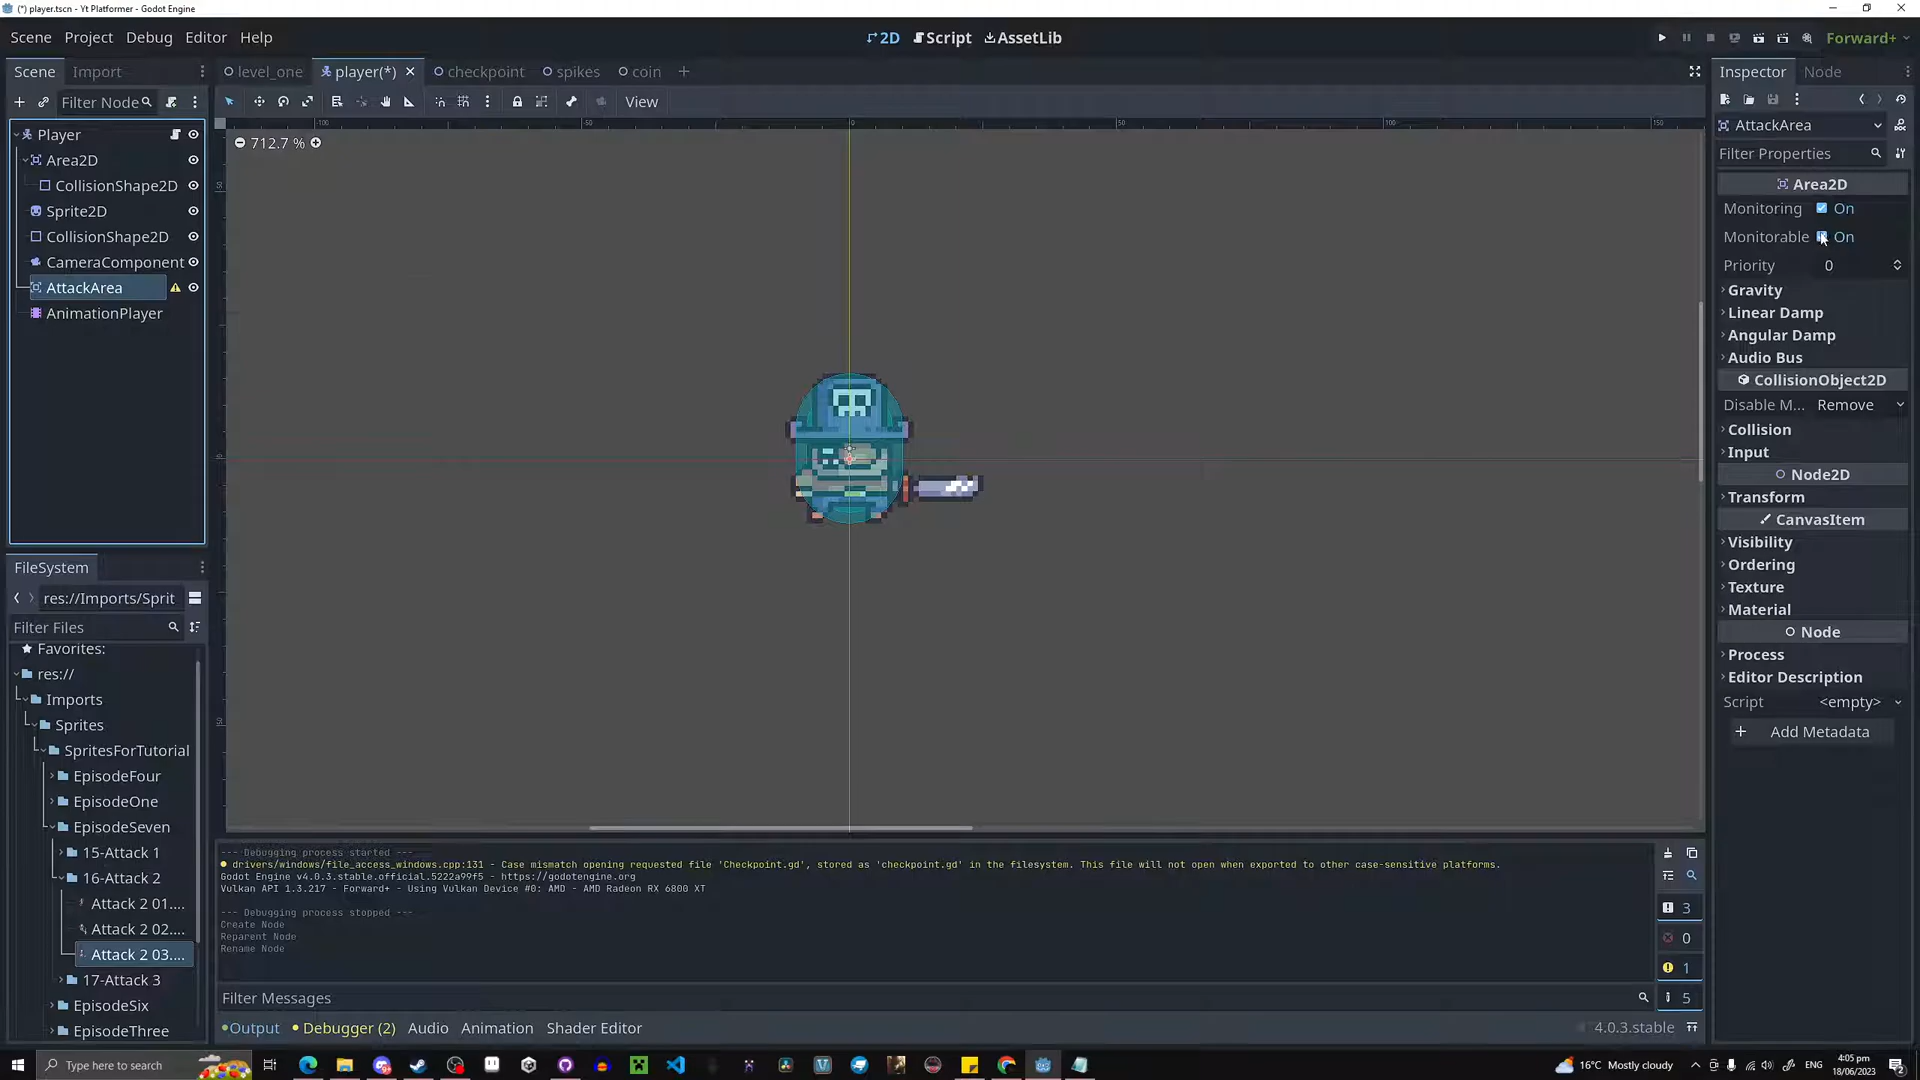 (*) player.tscn - Yt Platformer - Godot Engine
Scene Project Debug Editor Help
2D Script AssetLib
Forward+
Scene Import
level_one player(*) checkpoint spikes coin
Inspector Node
Filter Node
View
712.7 %
Player
Area2D
CollisionShape2D
Sprite2D
CollisionShape2D
CameraComponent
AttackArea
AnimationPlayer
AttackArea
Filter Properties
Area2D
Monitoring On
Monitorable On
Priority 0
Gravity
Linear Damp
Angular Damp
Audio Bus
CollisionObject2D
Disable M... Remove
Collision
Input
Node2D
Transform
CanvasItem
Visibility
Ordering
Texture
Material
Node
Process
Editor Description
Script <empty>
Add Metadata
FileSystem
res://Imports/Sprit
Filter Files
Favorites:
res://
Imports
Sprites
SpritesForTutorial
EpisodeFour
EpisodeOne
EpisodeSeven
15-Attack 1
16-Attack 2
Attack 2 01....
Attack 2 02....
Attack 2 03....
17-Attack 3
EpisodeSix
EpisodeThree
--- Debugging process started ---
drivers/windows/file_access_windows.cpp:131 - Case mismatch opening requested file 'Checkpoint.gd', stored as 'checkpoint.gd' in the filesystem. This file will not open when exported to other case-sensitive platforms.
Godot Engine v4.0.3.stable.official.5222a99f5 - https://godotengine.org
Vulkan API 1.3.217 - Forward+ - Using Vulkan Device #0: AMD - AMD Radeon RX 6800 XT
--- Debugging process stopped ---
Create Node
Reparent Node
Rename Node
3
0
1
5
Filter Messages
Output Debugger (2) Audio Animation Shader Editor
4.0.3.stable
Type here to search
16°C Mostly cloudy
ENG
4:05 pm
18/06/2023